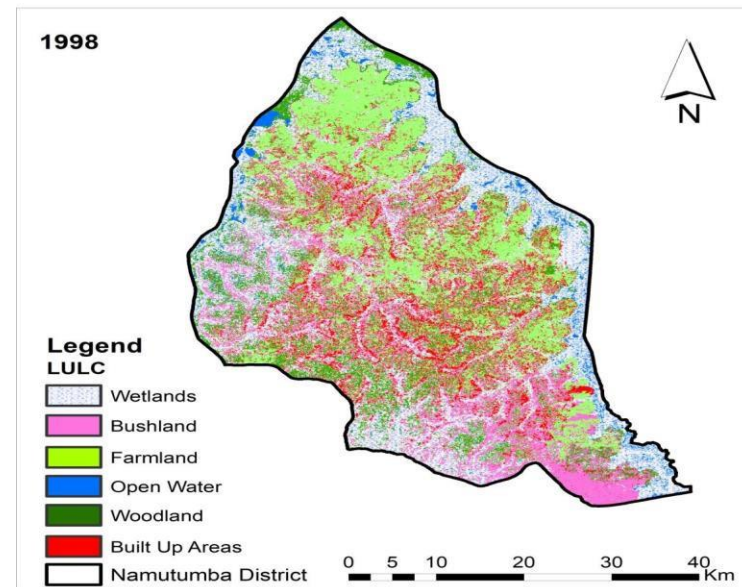 1998
N
Legend
LULC
Wetlands
Bushland
Farmland
Open Water
Woodland
Built Up Areas
Namutumba District
0 5 10 20 30 40
Km